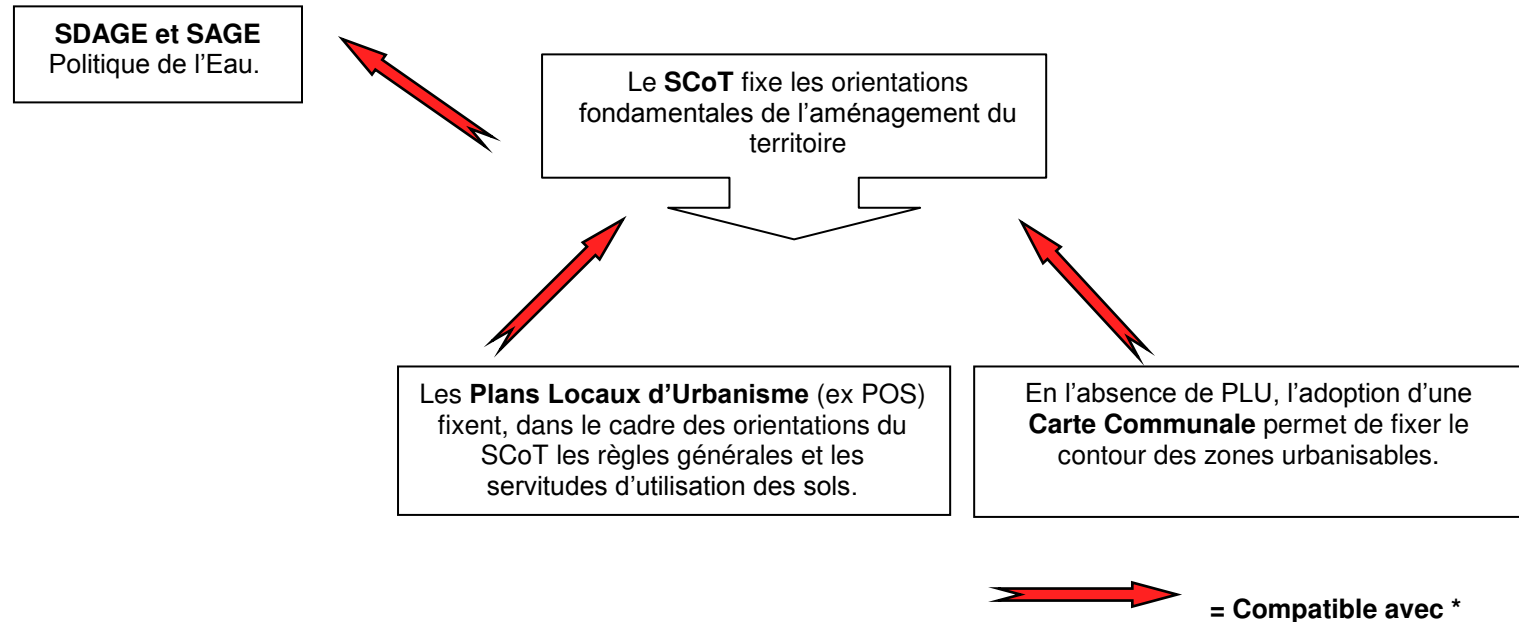 SDAGE et SAGE
Politique de l’Eau.
Le SCoT fixe les orientations
fondamentales de l’aménagement du
territoire
Les Plans Locaux d’Urbanisme (ex POS)
fixent, dans le cadre des orientations du
SCoT les règles générales et les
servitudes d’utilisation des sols.
En l’absence de PLU, l’adoption d’une
Carte Communale permet de fixer le
contour des zones urbanisables.
= Compatible avec *